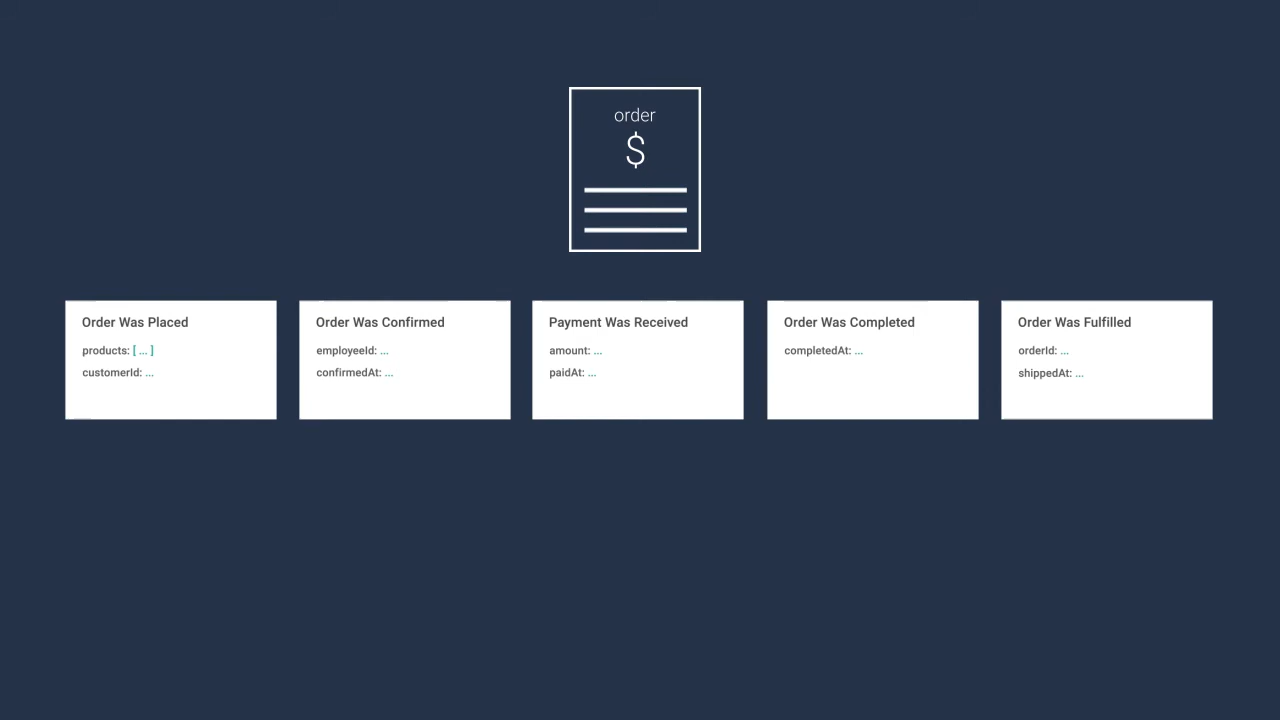 order
$
Order Was Placed
products: [ ... ]
customerId: ...
Order Was Confirmed
employeeId: ...
confirmedAt: ...
Payment Was Received
amount: ...
paidAt: ...
Order Was Completed
completedAt: ...
Order Was Fulfilled
orderId: ...
shippedAt: ...